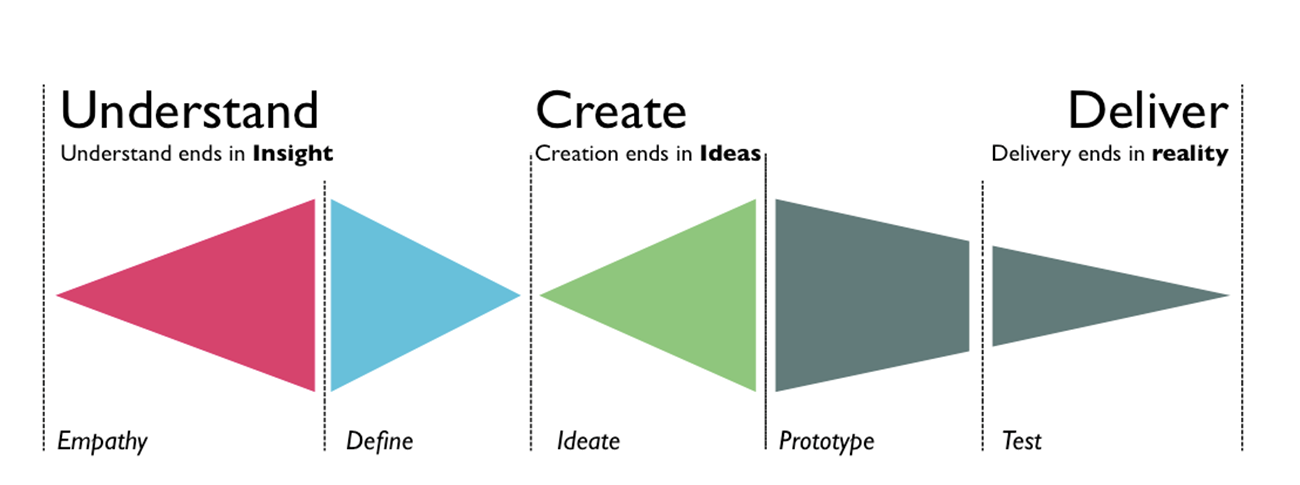 Understand
Understand ends in Insight
Create
Creation ends in Ideas
Deliver
Delivery ends in reality
Empathy
Define
Ideate
Prototype
Test